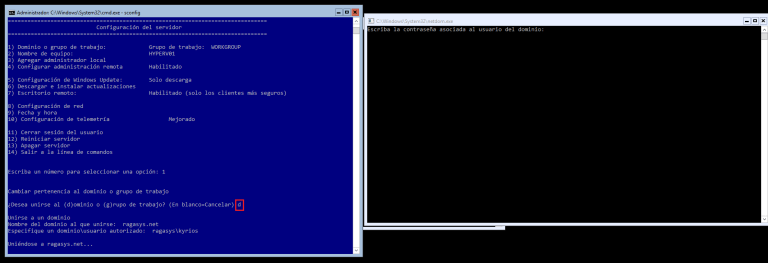 Administrador: C:\Windows\System32\cmd.exe - sconfig
Configuración del servidor
1) Dominio o grupo de trabajo: Grupo de trabajo: WORKGROUP
2) Nombre de equipo: HYPERV01
3) Agregar administrador local
4) Configurar administración remota Habilitado
5) Configuración de Windows Update: Solo descarga
6) Descargar e instalar actualizaciones
7) Escritorio remoto: Habilitado (solo los clientes más seguros)
8) Configuración de red
9) Fecha y hora
10) Configuración de telemetría Mejorado
11) Cerrar sesión del usuario
12) Reiniciar servidor
13) Apagar servidor
14) Salir a la línea de comandos
Escriba un número para seleccionar una opción: 1
Cambiar pertenencia al dominio o grupo de trabajo
¿Desea unirse al (d)ominio o (g)rupo de trabajo? (En blanco=Cancelar) d
Unirse a un dominio
Nombre del dominio al que unirse: ragasys.net
Especifique un dominio\usuario autorizado: ragasys\kyrios
Uniéndose a ragasys.net...
C:\Windows\System32\netdom.exe
Escriba la contraseña asociada al usuario del dominio: